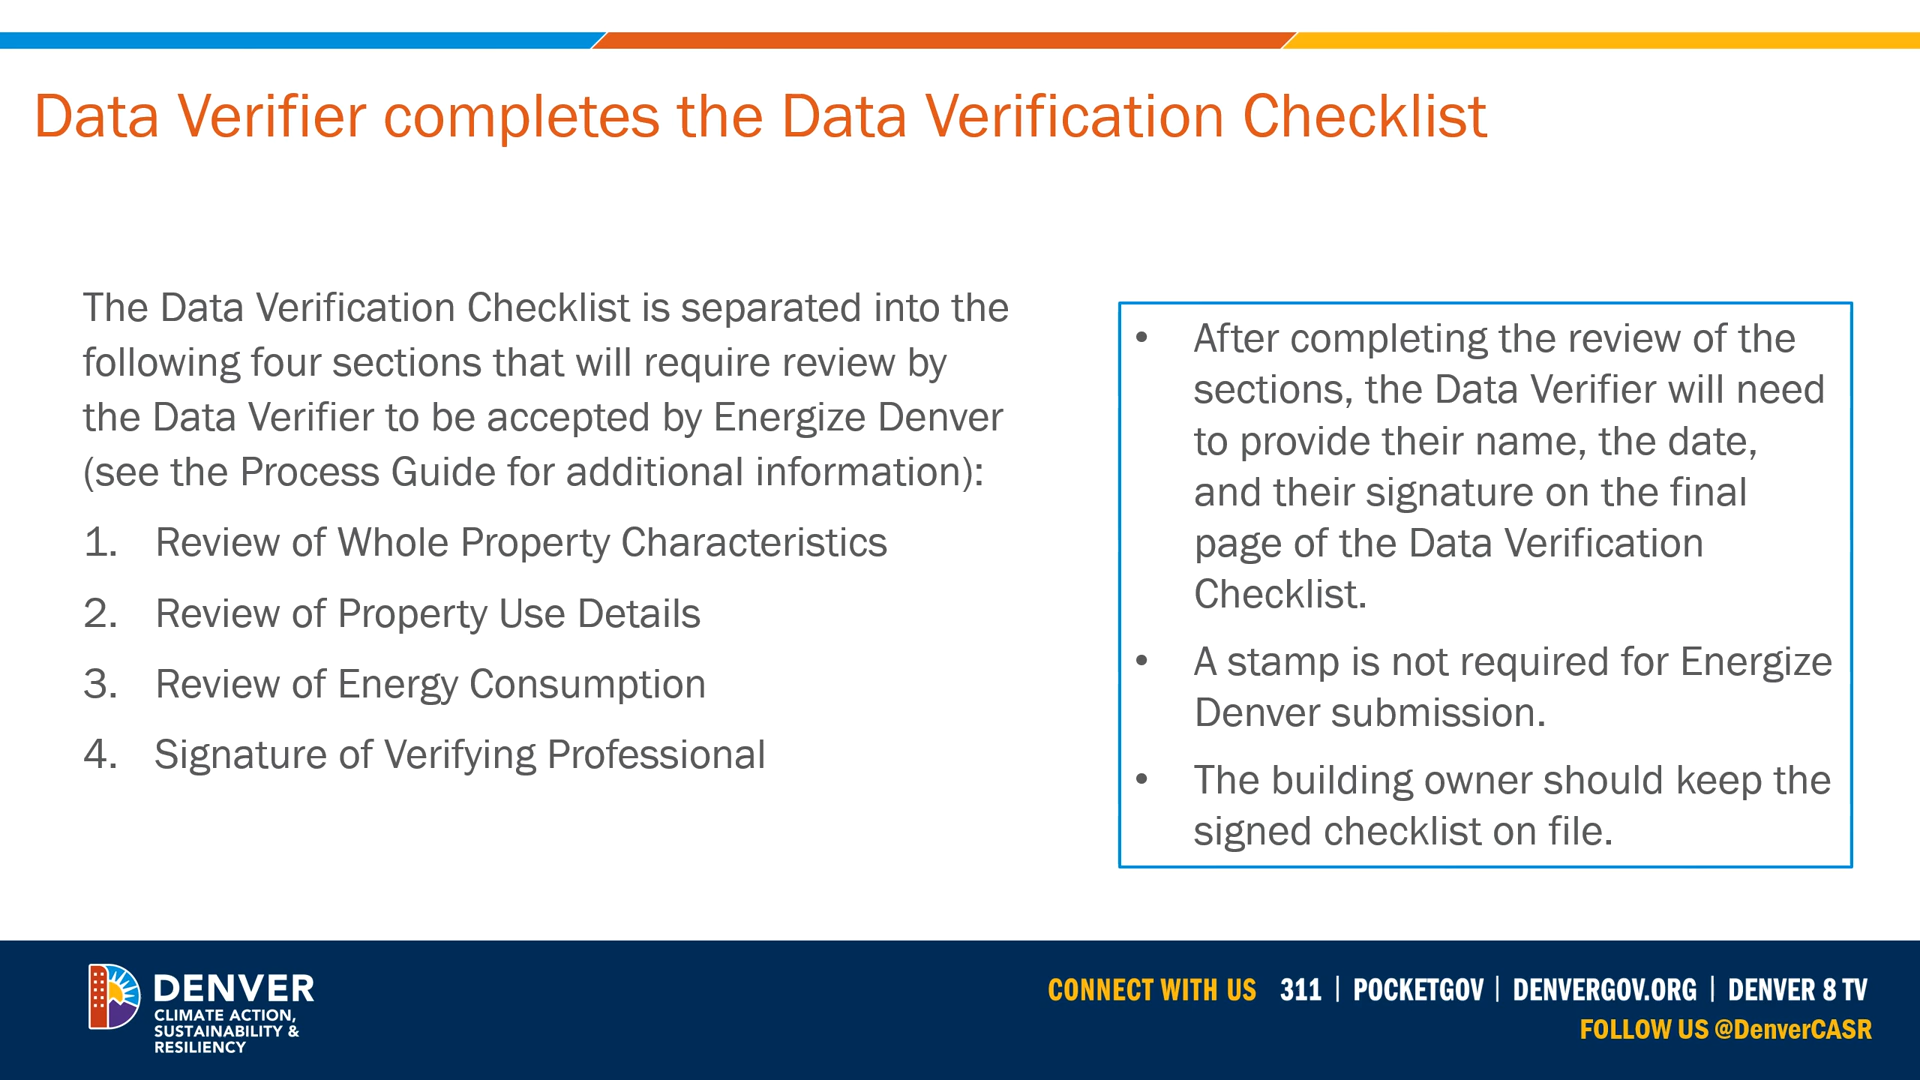 Data Verifier completes the Data Verification Checklist
The Data Verification Checklist is separated into the
following four sections that will require review by
the Data Verifier to be accepted by Energize Denver
(see the Process Guide for additional information):
1. Review of Whole Property Characteristics
2. Review of Property Use Details
3. Review of Energy Consumption
4. Signature of Verifying Professional
• After completing the review of the
sections, the Data Verifier will need
to provide their name, the date,
and their signature on the final
page of the Data Verification
Checklist.
• A stamp is not required for Energize
Denver submission.
• The building owner should keep the
signed checklist on file.
DENVER
CLIMATE ACTION,
SUSTAINABILITY &
RESILIENCY
CONNECT WITH US 311 | POCKETGOV | DENVERGOV.ORG | DENVER 8 TV
FOLLOW US @DenverCASR